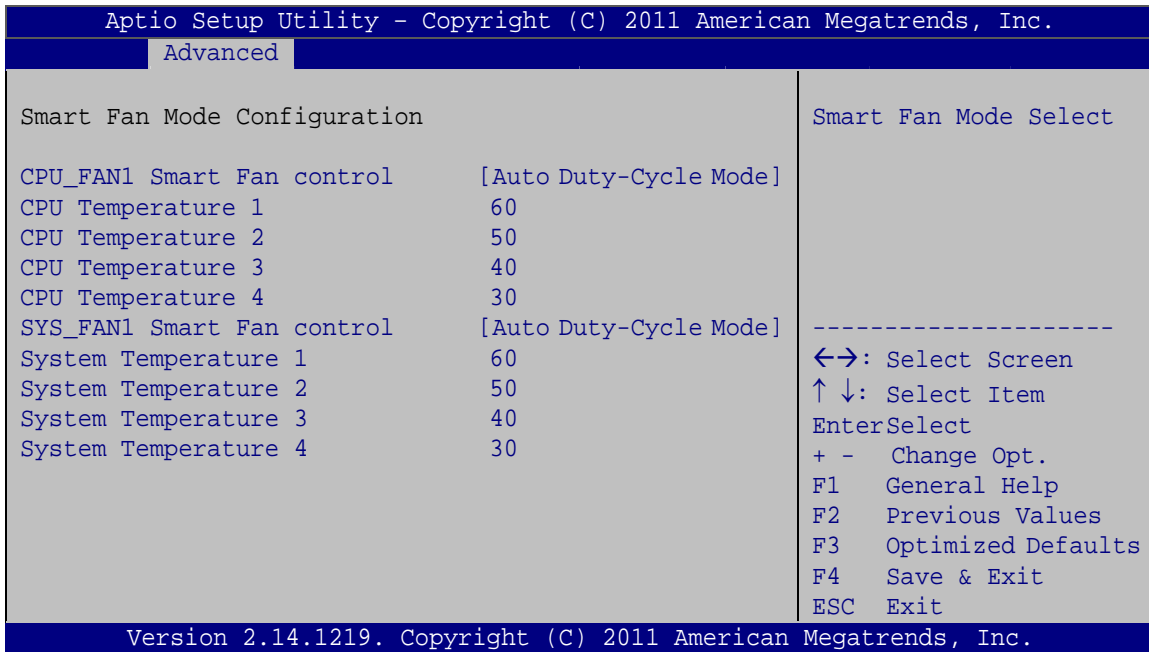 Aptio Setup Utility – Copyright (C) 2011 American Megatrends, Inc.
Advanced
Smart Fan Mode Configuration
CPU_FAN1 Smart Fan control [Auto Duty-Cycle Mode]
CPU Temperature 1 60
CPU Temperature 2 50
CPU Temperature 3 40
CPU Temperature 4 30
SYS_FAN1 Smart Fan control [Auto Duty-Cycle Mode]
System Temperature 1 60
System Temperature 2 50
System Temperature 3 40
System Temperature 4 30
Smart Fan Mode Select
---------------------
←→: Select Screen
↑ ↓: Select Item
EnterSelect
+ - Change Opt.
F1 General Help
F2 Previous Values
F3 Optimized Defaults
F4 Save & Exit
ESC Exit
Version 2.14.1219. Copyright (C) 2011 American Megatrends, Inc.